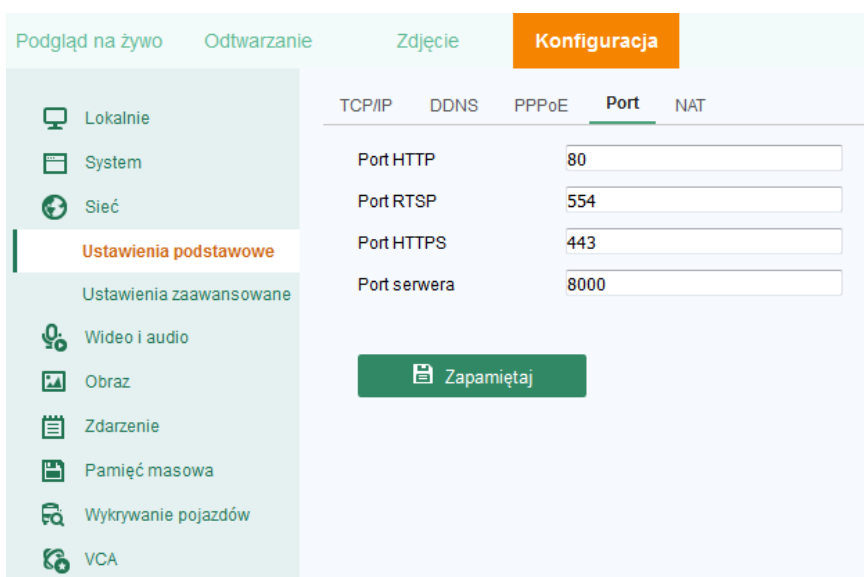 Podgląd na żywo Odtwarzanie Zdjęcie Konfiguracja
Lokalnie
System
Sieć
Ustawienia podstawowe
Ustawienia zaawansowane
Wideo i audio
Obraz
Zdarzenie
Pamięć masowa
Wykrywanie pojazdów
VCA
TCP/IP DDNS PPPoE Port NAT
Port HTTP 80
Port RTSP 554
Port HTTPS 443
Port serwera 8000
Zapamiętaj